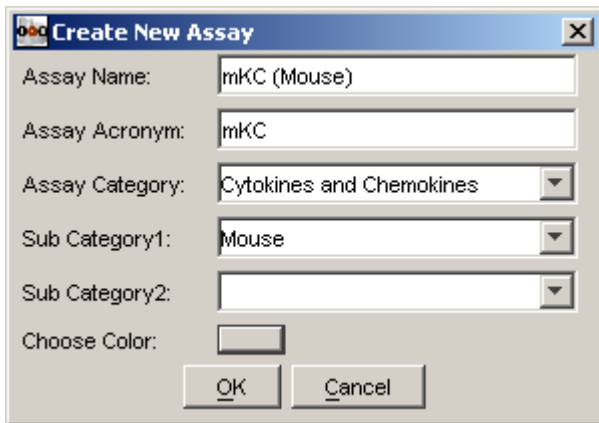 Create New Assay
Assay Name: mKC (Mouse)
Assay Acronym: mKC
Assay Category: Cytokines and Chemokines
Sub Category1: Mouse
Sub Category2:
Choose Color:
OK Cancel